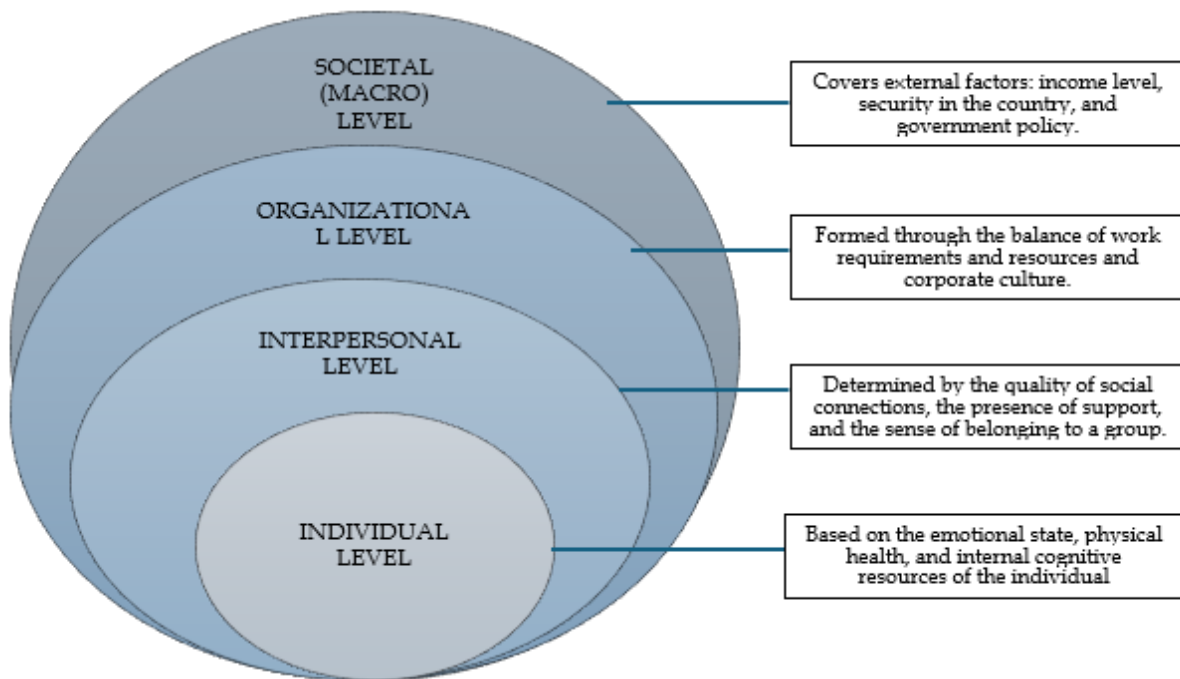 SOCIETAL
(MACRO)
LEVEL
Covers external factors: income level,
security in the country, and
government policy.
ORGANIZATIONA
L LEVEL
Formed through the balance of work
requirements and resources and
corporate culture.
INTERPERSONAL
LEVEL
Determined by the quality of social
connections, the presence of support,
and the sense of belonging to a group.
INDIVIDUAL
LEVEL
Based on the emotional state, physical
health, and internal cognitive
resources of the individual